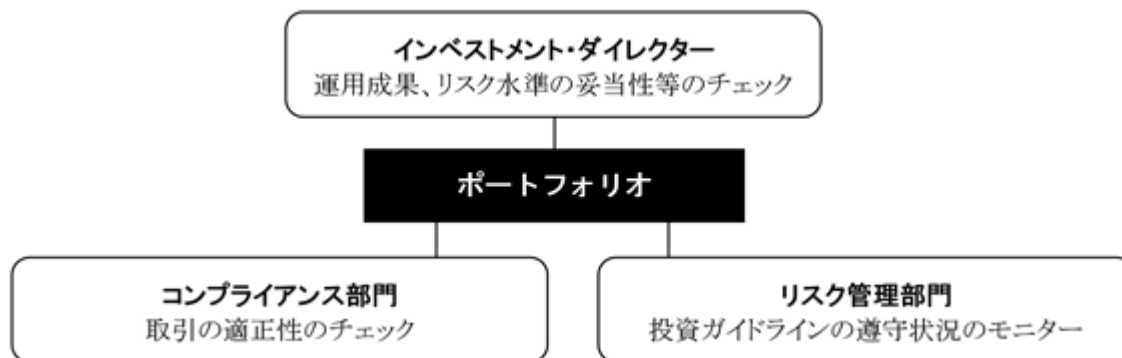 インベストメント・ダイレクター
運用成果、リスク水準の妥当性等のチェック
ポートフォリオ
コンプライアンス部門
取引の適正性のチェック
リスク管理部門
投資ガイドラインの遵守状況のモニター